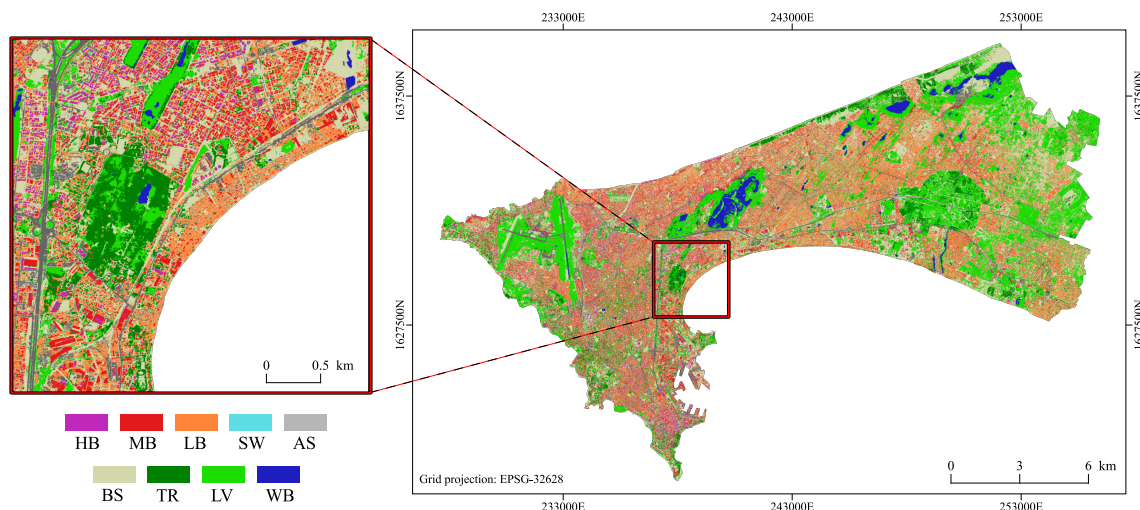 233000E 243000E 253000E
1637500N 1637500N
1627500N 1627500N
0 0.5 km
HB MB LB SW AS
BS TR LV WB
Grid projection: EPSG-32628
0 3 6 km
233000E 243000E 253000E